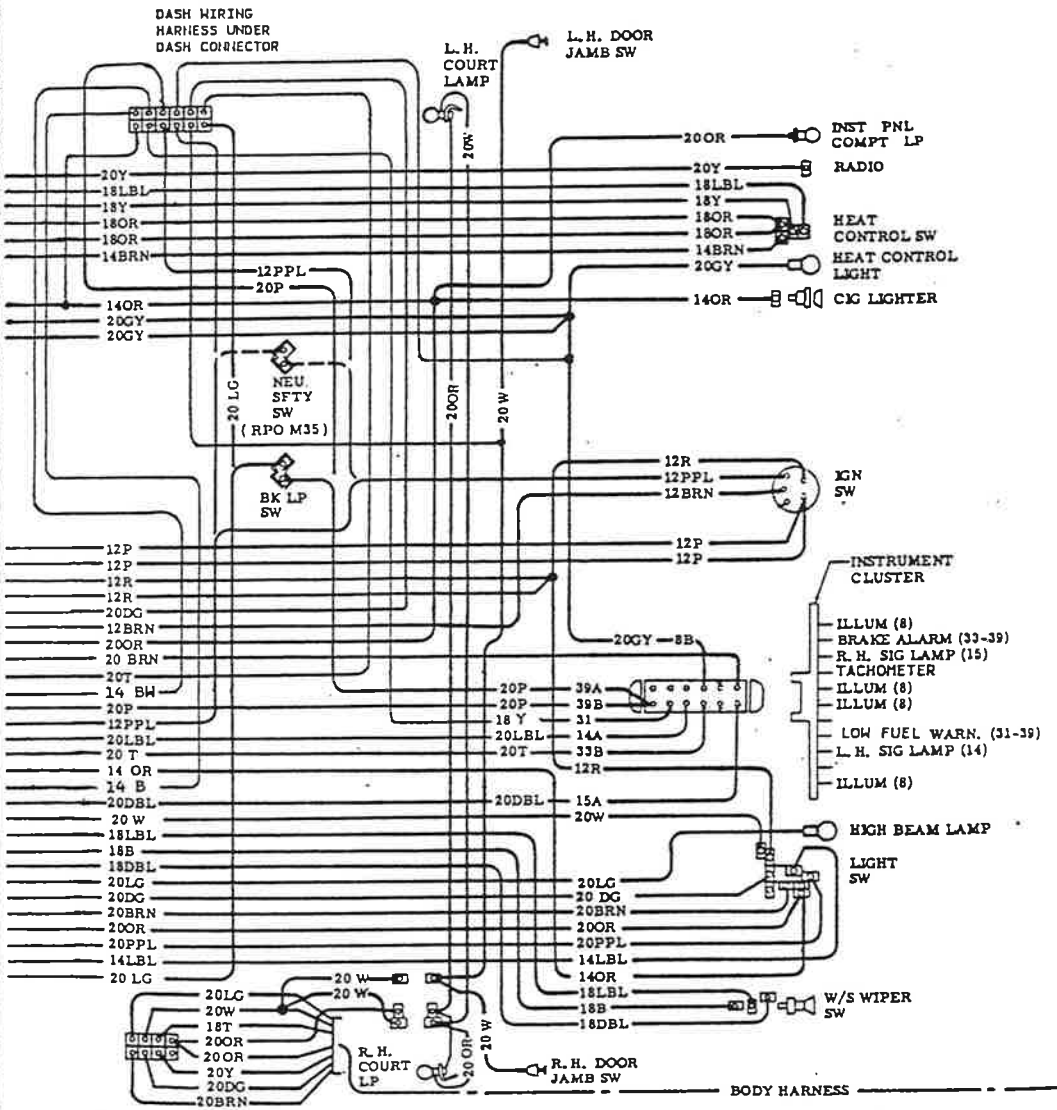 DASH WIRING
HARNESS UNDER
DASH CONNECTOR
L. H.
COURT
LAMP
L. H. DOOR
JAMB SW
20W
20OR
INST PNL
COMPT LP
20Y
20Y
RADIO
18LBL
18LBL
18Y
18Y
18OR
18OR
HEAT
CONTROL SW
18OR
18OR
14BRN
14BRN
12PPL
20GY
HEAT CONTROL
LIGHT
20P
14OR
14OR
CIG LIGHTER
20GY
20GY
20 LG
NEU.
SFTY
SW
(RPO M35)
20OR
20 W
BK LP
SW
12R
12PPL
12BRN
IGN
SW
12P
12P
12P
12P
12R
12R
20DG
12BRN
20OR
20 BRN
20T
14 BW
20P
12PPL
20LBL
20 T
14 OR
14 B
20DBL
20 W
18LBL
18B
18DBL
20LG
20DG
20BRN
20OR
20PPL
14LBL
20 LG
INSTRUMENT
CLUSTER
ILLUM (8)
BRAKE ALARM (33-39)
R. H. SIG LAMP (15)
TACHOMETER
ILLUM (8)
ILLUM (8)
LOW FUEL WARN. (31-39)
L. H. SIG LAMP (14)
ILLUM (8)
20GY 8B
20P 39A
20P 39B
18 Y 31
20LBL 14A
20T 33B
12R
20DBL 15A
20W
HIGH BEAM LAMP
LIGHT
SW
20LG
20 DG
20BRN
20OR
20PPL
14LBL
14OR
18LBL
18B
18DBL
W/S WIPER
SW
20 W
20 W
20LG
20W
18T
20OR
20OR
20Y
20DG
20BRN
R. H.
COURT
LP
20 OR
20 W
R. H. DOOR
JAMB SW
BODY HARNESS